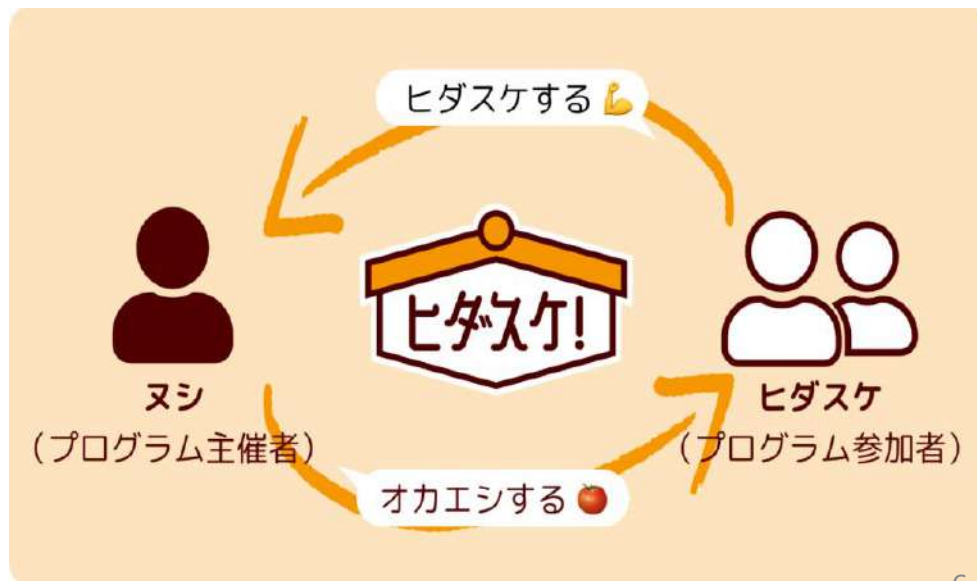 ヒダスケする💪
ヒダスケ!
ヌシ
(プログラム主催者)
ヒダスケ
(プログラム参加者)
オカエシする🍅